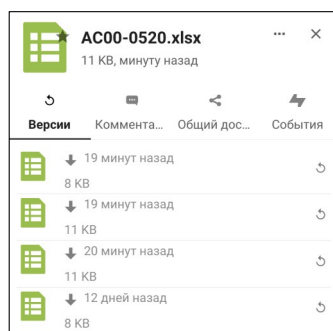 AC00-0520.xlsx
11 KB, минуту назад
Версии Коммента... Общий дос... События
19 минут назад
8 KB
19 минут назад
11 KB
20 минут назад
11 KB
12 дней назад
8 KB